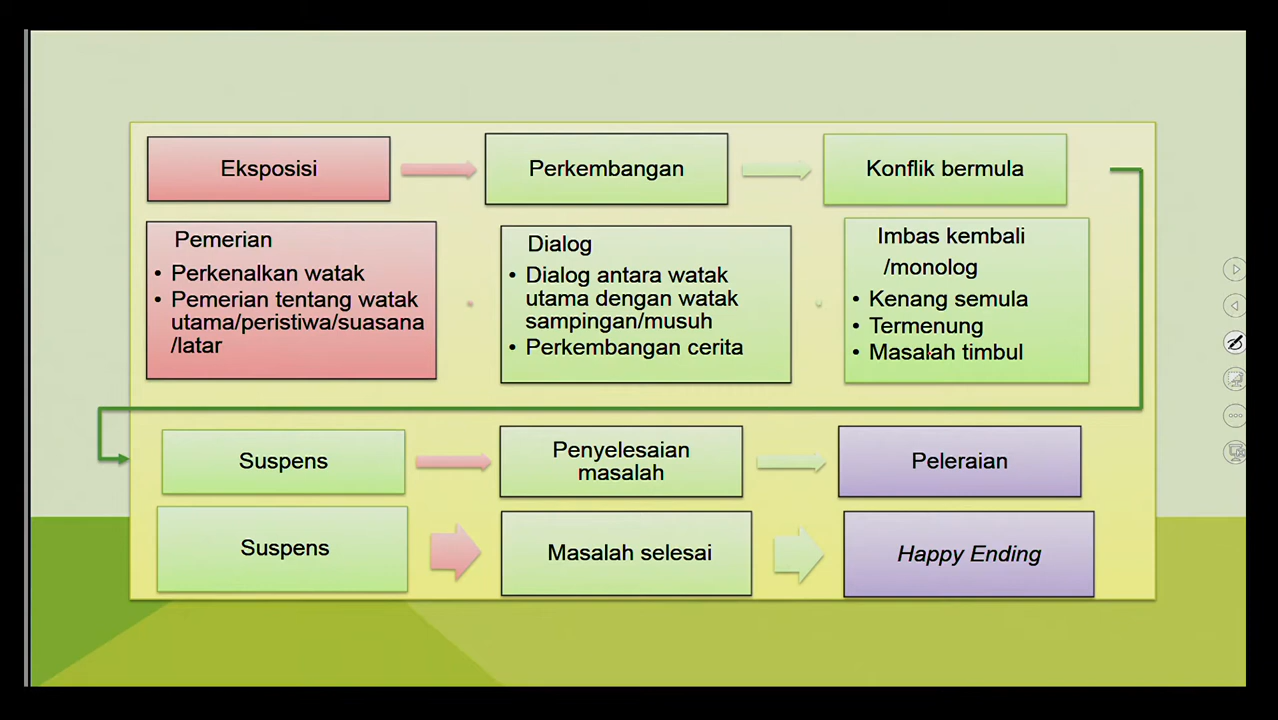 Eksposisi
Perkembangan
Konflik bermula
Pemerian
• Perkenalkan watak
• Pemerian tentang watak
utama/peristiwa/suasana
/latar
Dialog
• Dialog antara watak
utama dengan watak
sampingan/musuh
• Perkembangan cerita
Imbas kembali
/monolog
• Kenang semula
• Termenung
• Masalah timbul
Suspens
Penyelesaian
masalah
Peleraian
Suspens
Masalah selesai
Happy Ending